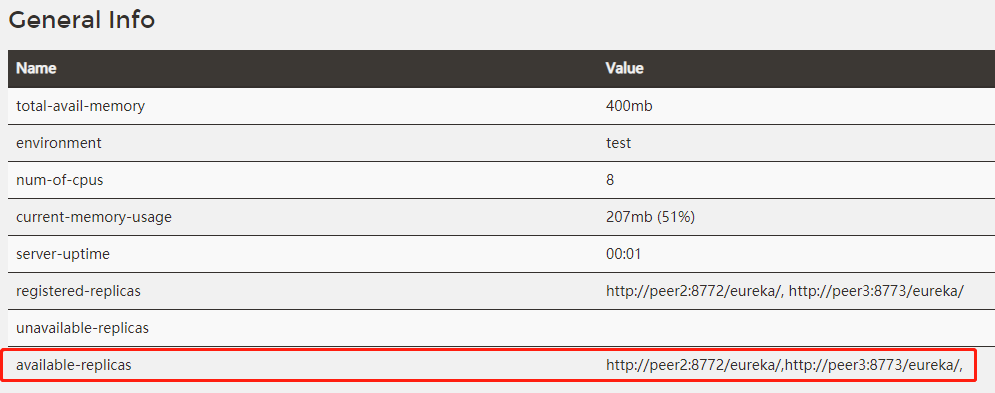 General Info
Name Value
total-avail-memory 400mb
environment test
num-of-cpus 8
current-memory-usage 207mb (51%)
server-uptime 00:01
registered-replicas http://peer2:8772/eureka/, http://peer3:8773/eureka/
unavailable-replicas
available-replicas http://peer2:8772/eureka/,http://peer3:8773/eureka/,